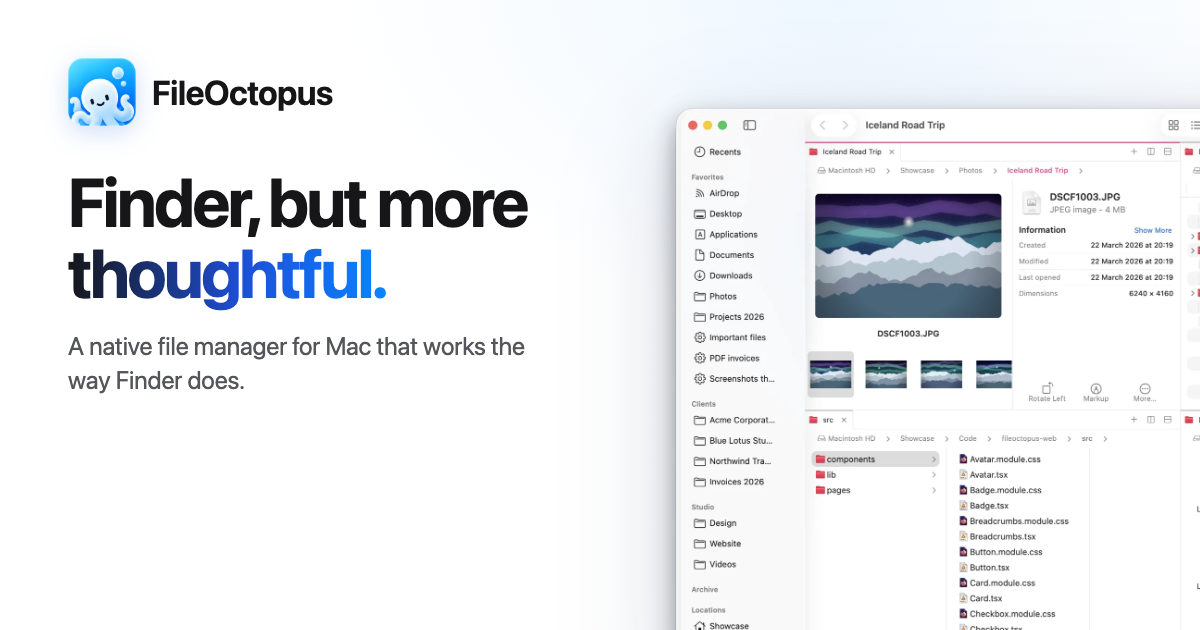 FileOctopus
Finder, but more
thoughtful.
A native file manager for Mac that works the
way Finder does.
Iceland Road Trip
Recents
Favorites
AirDrop
Desktop
Applications
Documents
Downloads
Photos
Projects 2026
Important files
PDF invoices
Screenshots th...
Clients
Acme Corporat...
Blue Lotus Stu...
Northwind Tra...
Invoices 2026
Studio
Design
Website
Videos
Archive
Locations
Showcase
Iceland Road Trip
Macintosh HD > Showcase > Photos > Iceland Road Trip >
DSCF1003.JPG
DSCF1003.JPG
JPEG image - 4 MB
Information Show More
Created 22 March 2026 at 20:19
Modified 22 March 2026 at 20:19
Last opened 22 March 2026 at 20:19
Dimensions 6240 × 4160
Rotate Left Markup More...
src
Macintosh HD > Showcase > Code > fileoctopus-web > src >
components
lib
pages
Avatar.module.css
Avatar.tsx
Badge.module.css
Badge.tsx
Breadcrumbs.module.css
Breadcrumbs.tsx
Button.module.css
Button.tsx
Card.module.css
Card.tsx
Checkbox.module.css
Checkbox.tsx